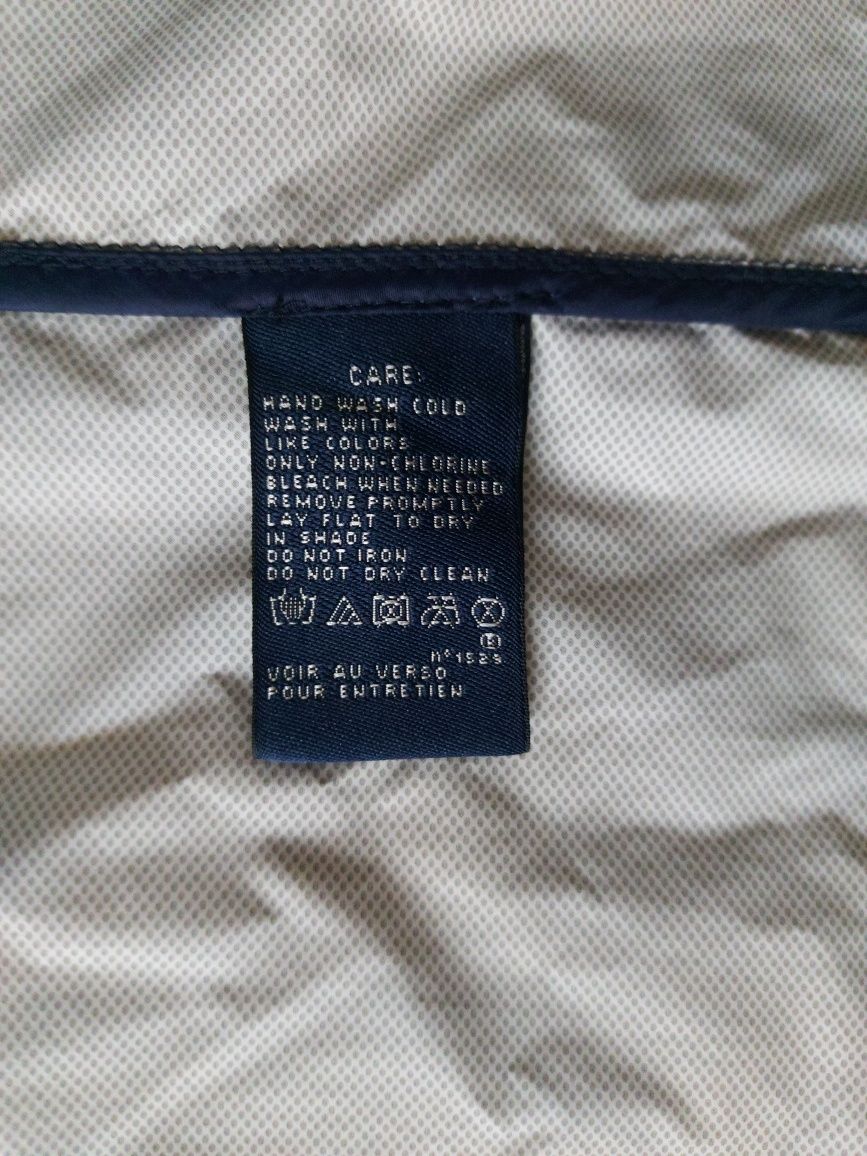 CARE:
HAND WASH COLD
WASH WITH
LIKE COLORS
ONLY NON-CHLORINE
BLEACH WHEN NEEDED
REMOVE PROMPTLY
LAY FLAT TO DRY
IN SHADE
DO NOT IRON
DO NOT DRY CLEAN
VOIR AU VERSO
POUR ENTRETIEN